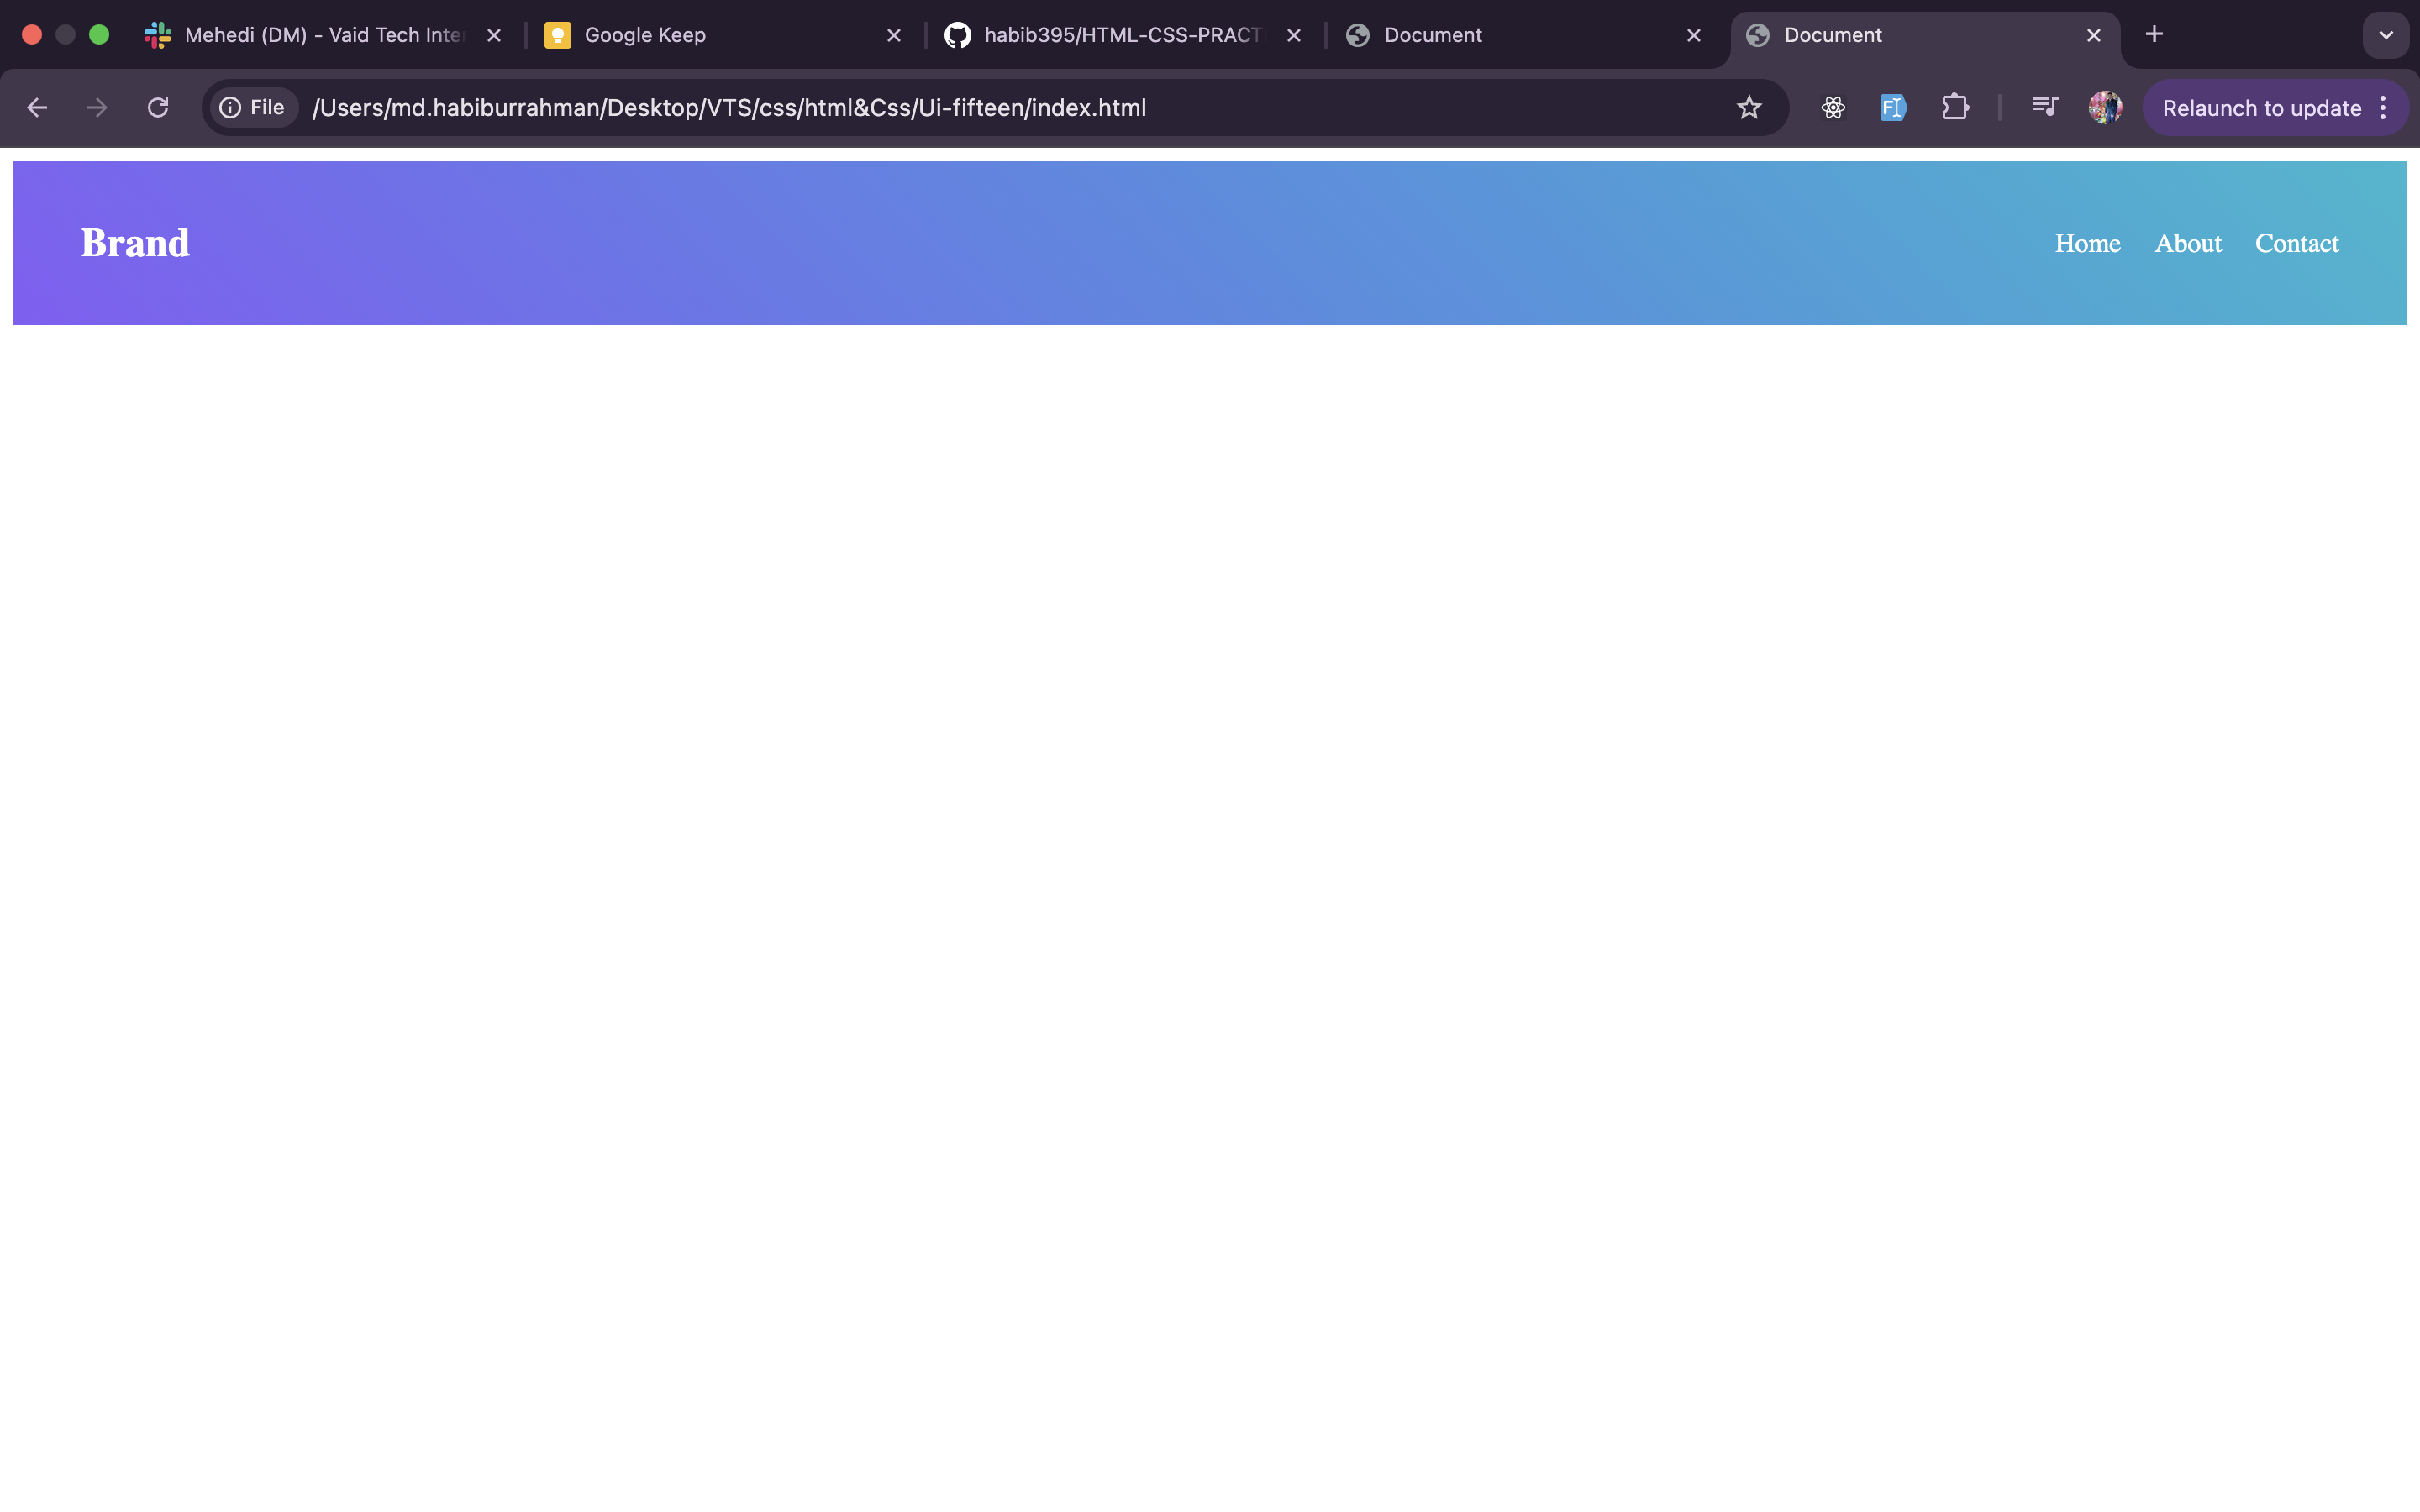 Mehedi (DM) - Vaid Tech Inte
Google Keep
habib395/HTML-CSS-PRACT
Document
Document
File
/Users/md.habiburrahman/Desktop/VTS/css/html&Css/Ui-fifteen/index.html
Relaunch to update
Brand
Home
About
Contact